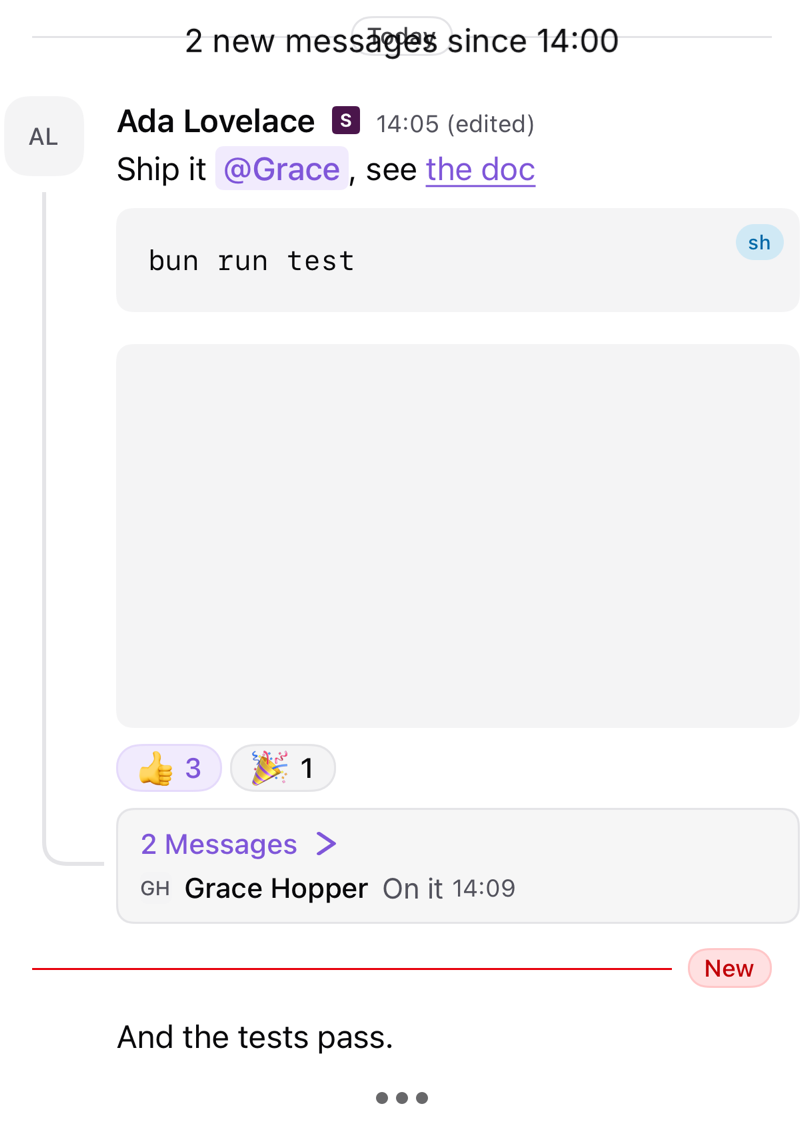 Today
2 new messages since 14:00
AL
Ada Lovelace S 14:05 (edited)
Ship it @Grace, see the doc
sh
bun run test
👍 3 🎉 1
2 Messages >
GH Grace Hopper On it 14:09
New
And the tests pass.